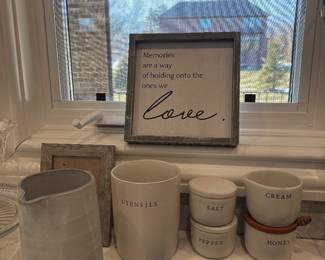 Memories
are a way
of holding onto the
ones we
love.
UTENSILS
SALT
CREAM
PEPPER
HONEY